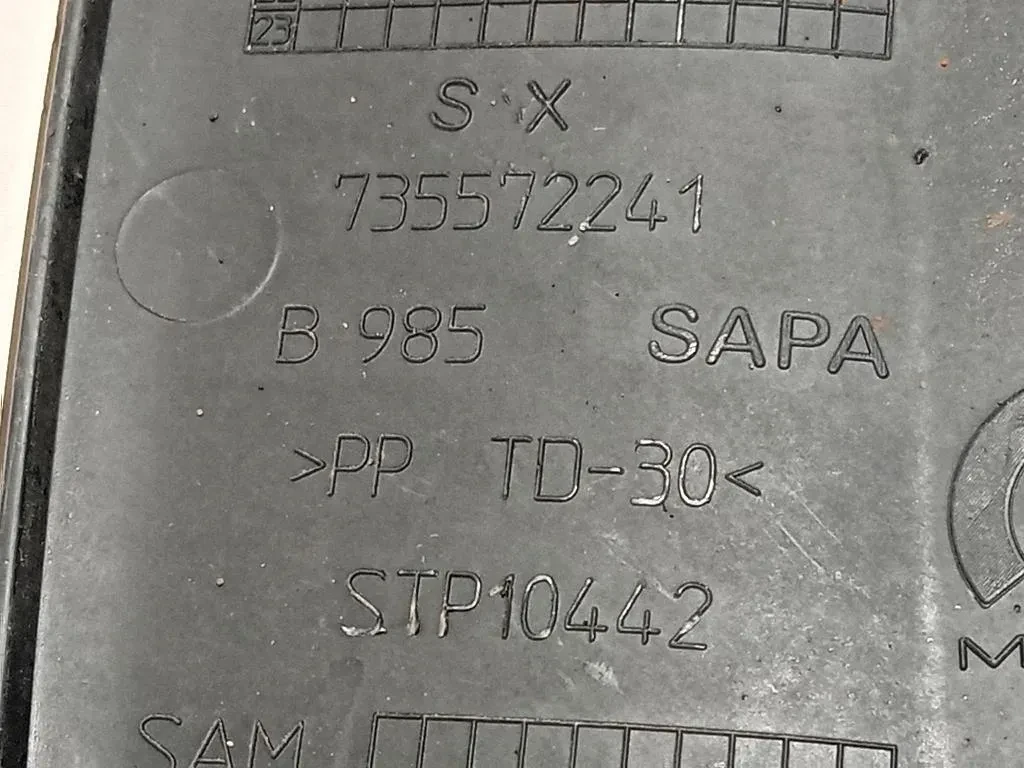 23
S X
735572241
B 985 SAPA
>PP TD-30<
STP10442
M
SAM